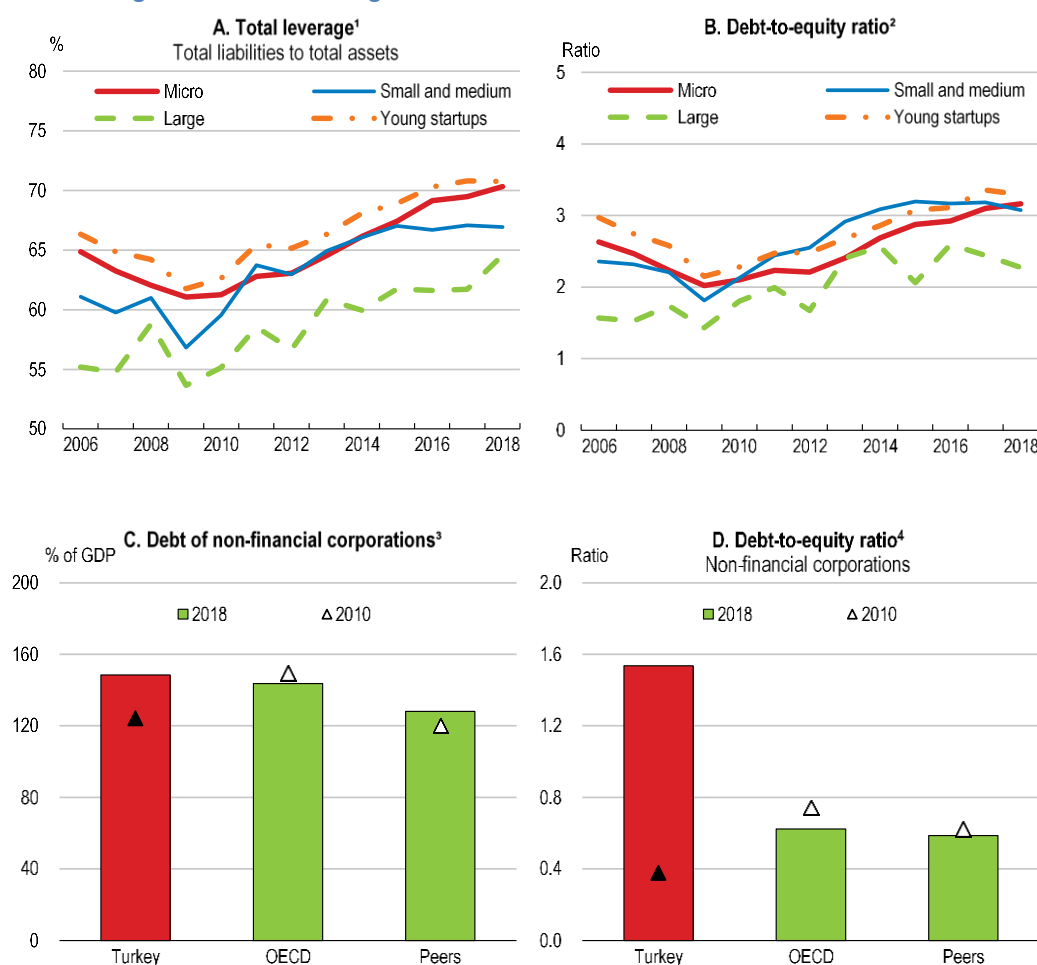 A. Total leverage¹
%
Total liabilities to total assets
80
Micro
Small and medium
Large
Young startups
75
70
65
60
55
50
2006 2008 2010 2012 2014 2016 2018
B. Debt-to-equity ratio²
Ratio
5
Micro
Small and medium
Large
Young startups
4
3
2
1
0
2006 2008 2010 2012 2014 2016 2018
C. Debt of non-financial corporations³
% of GDP
200
2018
2010
160
120
80
40
0
Turkey OECD Peers
D. Debt-to-equity ratio⁴
Ratio
Non-financial corporations
2.0
2018
2010
1.6
1.2
0.8
0.4
0.0
Turkey OECD Peers